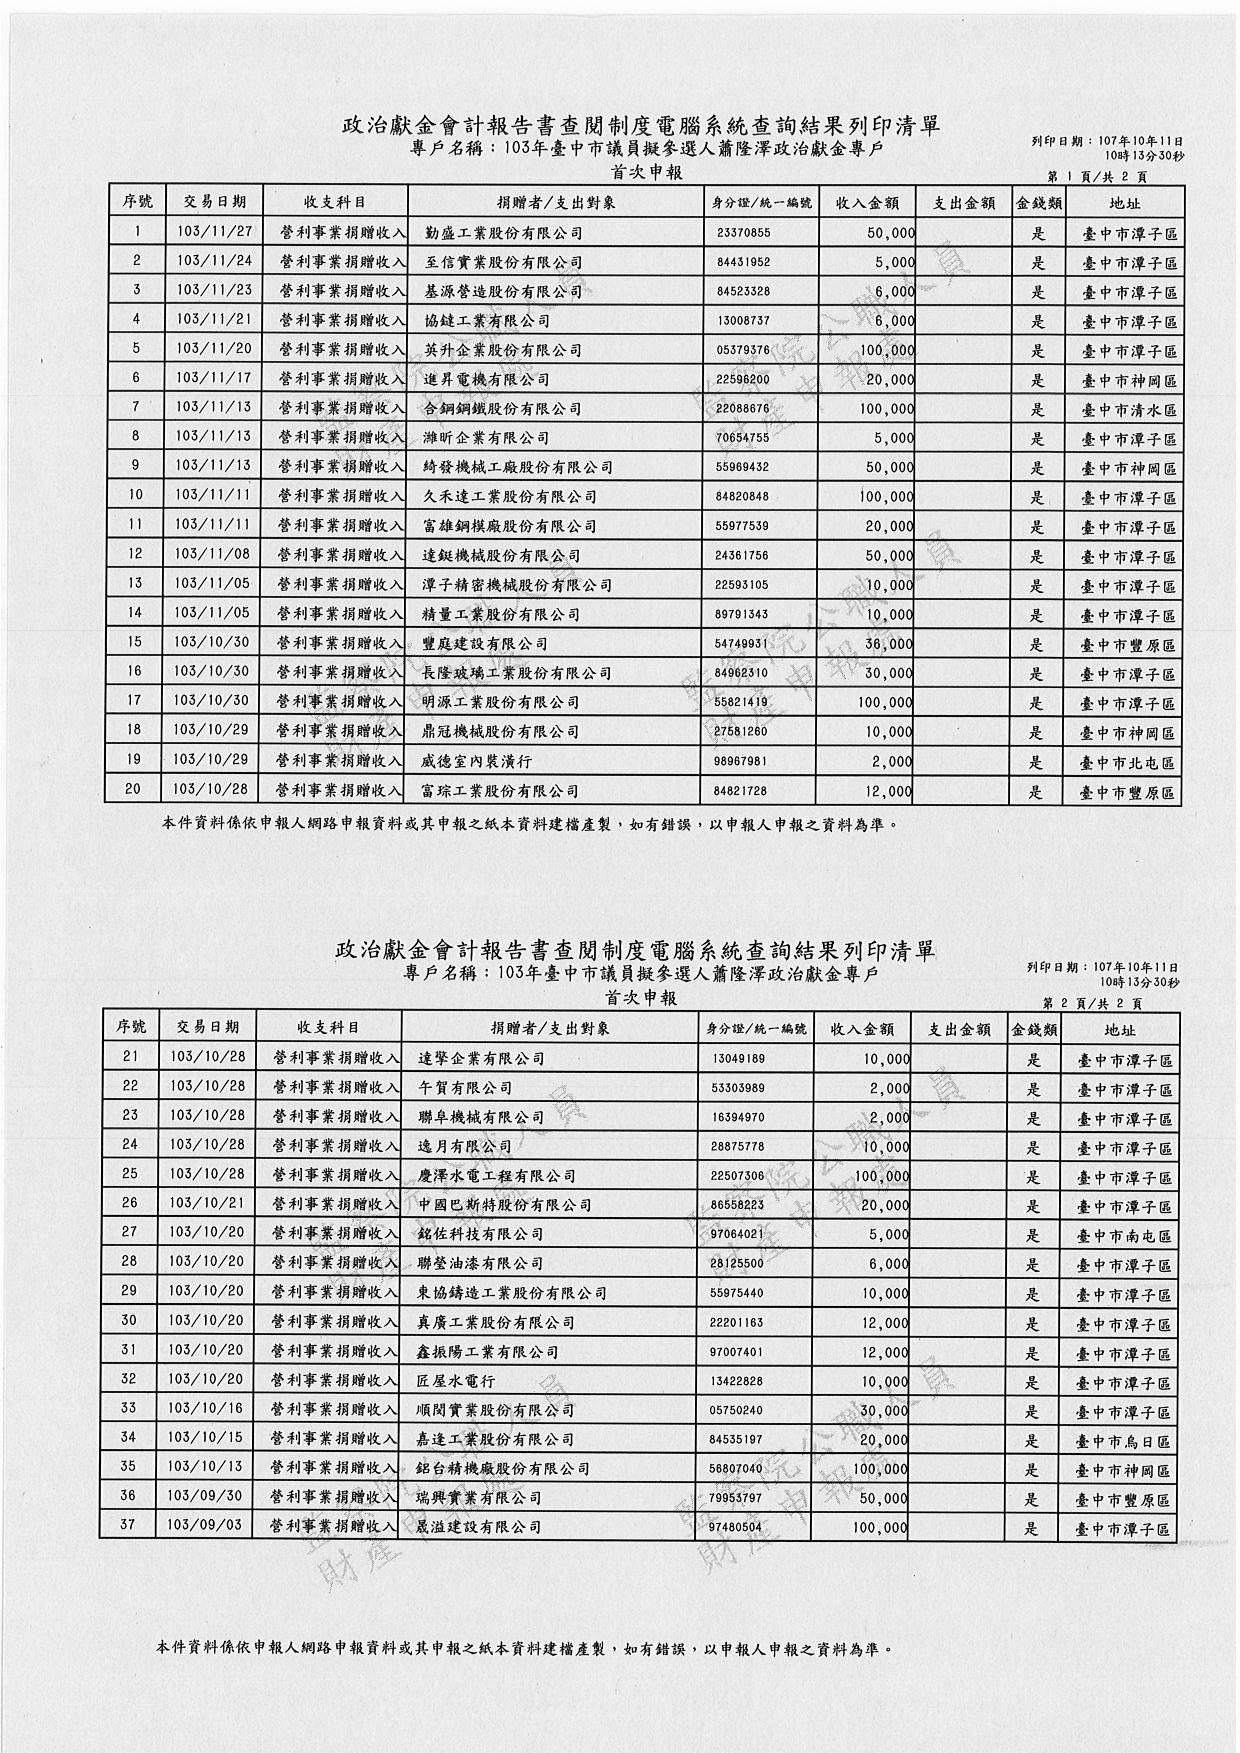 政治獻金會計報告書查閱制度電腦系統查詢結果列印清單
專戶名稱：103年臺中市議員擬參選人蕭隆澤政治獻金專戶
列印日期：107年10年11日
10時13分30秒
首次申報
第 1 頁/共 2 頁
序號 交易日期 收支科目 捐贈者/支出對象 身分證/統一編號 收入金額 支出金額 金錢類 地址
1 103/11/27 營利事業捐贈收入 勤盛工業股份有限公司 23370855 50,000 是 臺中市潭子區
2 103/11/24 營利事業捐贈收入 至信實業股份有限公司 84431952 5,000 是 臺中市潭子區
3 103/11/23 營利事業捐贈收入 基源營造股份有限公司 84523328 6,000 是 臺中市潭子區
4 103/11/21 營利事業捐贈收入 協鐽工業有限公司 13008737 6,000 是 臺中市潭子區
5 103/11/20 營利事業捐贈收入 英升企業股份有限公司 05379376 100,000 是 臺中市潭子區
6 103/11/17 營利事業捐贈收入 進昇電機有限公司 22596200 20,000 是 臺中市神岡區
7 103/11/13 營利事業捐贈收入 合鋼鋼鐵股份有限公司 22088676 100,000 是 臺中市清水區
8 103/11/13 營利事業捐贈收入 濰昕企業有限公司 70654755 5,000 是 臺中市潭子區
9 103/11/13 營利事業捐贈收入 綺發機械工廠股份有限公司 55969432 50,000 是 臺中市神岡區
10 103/11/11 營利事業捐贈收入 久禾達工業股份有限公司 84820848 100,000 是 臺中市潭子區
11 103/11/11 營利事業捐贈收入 富雄鋼模廠股份有限公司 55977539 20,000 是 臺中市潭子區
12 103/11/08 營利事業捐贈收入 達鋌機械股份有限公司 24361756 50,000 是 臺中市潭子區
13 103/11/05 營利事業捐贈收入 潭子精密機械股份有限公司 22593105 10,000 是 臺中市潭子區
14 103/11/05 營利事業捐贈收入 精量工業股份有限公司 89791343 10,000 是 臺中市潭子區
15 103/10/30 營利事業捐贈收入 豐庭建設有限公司 54749931 36,000 是 臺中市豐原區
16 103/10/30 營利事業捐贈收入 長隆玻璃工業股份有限公司 84962310 30,000 是 臺中市潭子區
17 103/10/30 營利事業捐贈收入 明源工業股份有限公司 55821419 100,000 是 臺中市潭子區
18 103/10/29 營利事業捐贈收入 鼎冠機械股份有限公司 27581260 10,000 是 臺中市神岡區
19 103/10/29 營利事業捐贈收入 威德室內裝潢行 98967981 2,000 是 臺中市北屯區
20 103/10/28 營利事業捐贈收入 富琮工業股份有限公司 84821728 12,000 是 臺中市豐原區
本件資料係依申報人網路申報資料或其申報之紙本資料建檔產製，如有錯誤，以申報人申報之資料為準。
政治獻金會計報告書查閱制度電腦系統查詢結果列印清單
專戶名稱：103年臺中市議員擬參選人蕭隆澤政治獻金專戶
列印日期：107年10年11日
10時13分30秒
首次申報
第 2 頁/共 2 頁
序號 交易日期 收支科目 捐贈者/支出對象 身分證/統一編號 收入金額 支出金額 金錢類 地址
21 103/10/28 營利事業捐贈收入 達擎企業有限公司 13049189 10,000 是 臺中市潭子區
22 103/10/28 營利事業捐贈收入 午賀有限公司 53303989 2,000 是 臺中市潭子區
23 103/10/28 營利事業捐贈收入 聯阜機械有限公司 16394970 2,000 是 臺中市潭子區
24 103/10/28 營利事業捐贈收入 逸月有限公司 28875778 10,000 是 臺中市潭子區
25 103/10/28 營利事業捐贈收入 慶澤水電工程有限公司 22507306 100,000 是 臺中市潭子區
26 103/10/21 營利事業捐贈收入 中國巴斯特股份有限公司 86558223 20,000 是 臺中市潭子區
27 103/10/20 營利事業捐贈收入 銘佐科技有限公司 97064021 5,000 是 臺中市南屯區
28 103/10/20 營利事業捐贈收入 聯瑩油漆有限公司 28125500 6,000 是 臺中市潭子區
29 103/10/20 營利事業捐贈收入 東協鑄造工業股份有限公司 55975440 10,000 是 臺中市潭子區
30 103/10/20 營利事業捐贈收入 真廣工業股份有限公司 22201163 12,000 是 臺中市潭子區
31 103/10/20 營利事業捐贈收入 鑫振陽工業有限公司 97007401 12,000 是 臺中市潭子區
32 103/10/20 營利事業捐贈收入 匠屋水電行 13422828 10,000 是 臺中市潭子區
33 103/10/16 營利事業捐贈收入 順閔實業股份有限公司 05750240 30,000 是 臺中市潭子區
34 103/10/15 營利事業捐贈收入 嘉逢工業股份有限公司 84535197 20,000 是 臺中市烏日區
35 103/10/13 營利事業捐贈收入 銘台精機廠股份有限公司 56807040 100,000 是 臺中市神岡區
36 103/09/30 營利事業捐贈收入 瑞興實業有限公司 79953797 50,000 是 臺中市豐原區
37 103/09/03 營利事業捐贈收入 晟溢建設有限公司 97480504 100,000 是 臺中市潭子區
本件資料係依申報人網路申報資料或其申報之紙本資料建檔產製，如有錯誤，以申報人申報之資料為準。
監察院公職人員
財產申報處